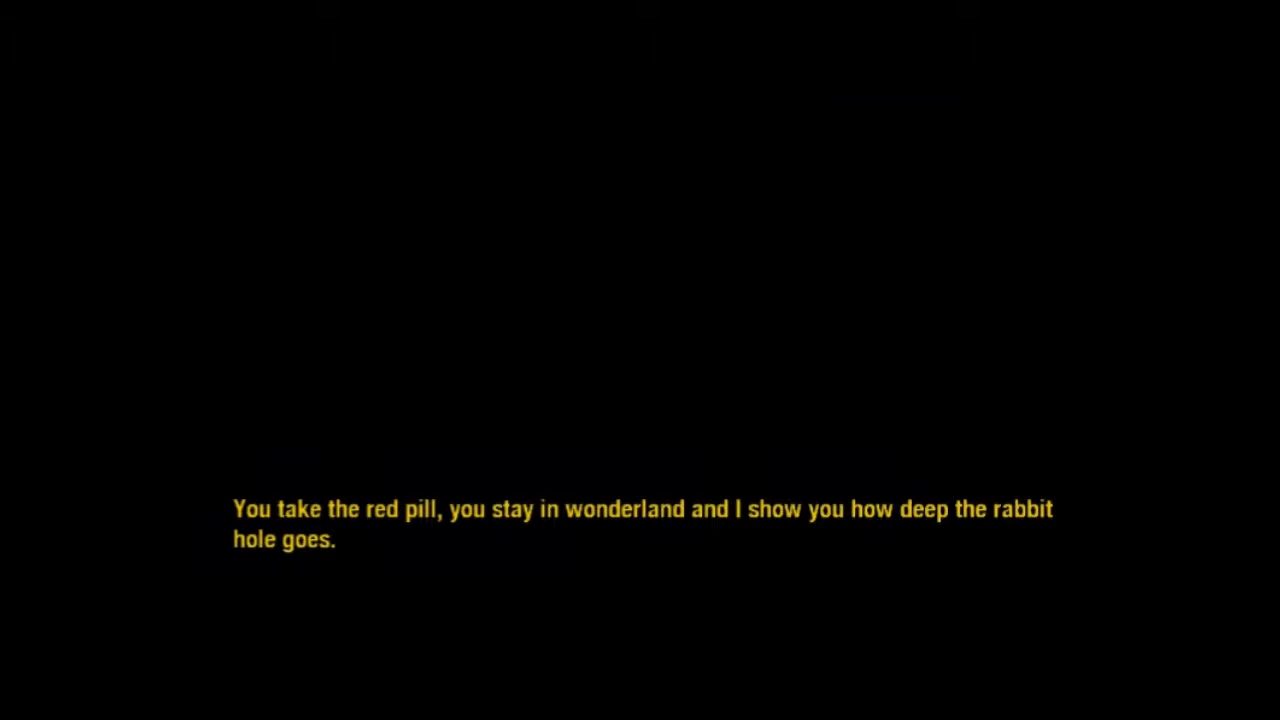 You take the red pill, you stay in wonderland and I show you how deep the rabbit
hole goes.